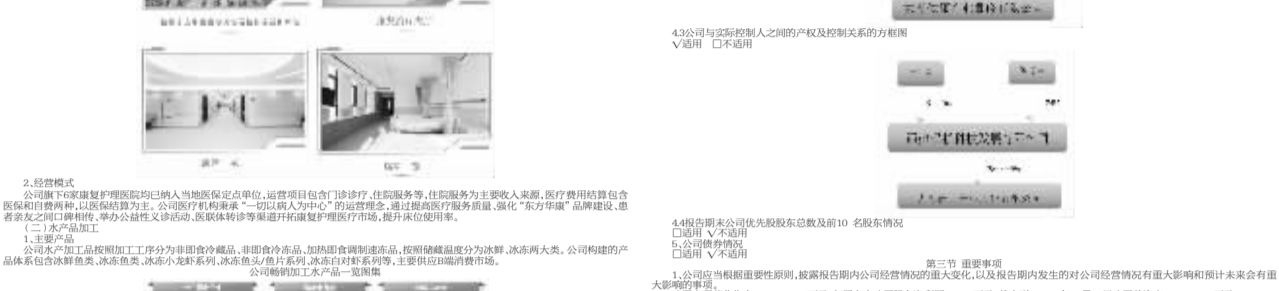 2、经营模式
公司旗下6家康复护理医院均已纳入当地医保定点单位,运营项目包含门诊诊疗、住院服务等,住院服务为主要收入来源,医疗费用结算包含
医保和自费两种,以医保结算为主。公司医疗机构秉承“一切以病人为中心”的运营理念,通过提高医疗服务质量、强化“东方华康”品牌建设、患
者亲友之间口碑相传、举办公益性义诊活动、医联体转诊等渠道开拓康复护理医疗市场,提升床位使用率。
(二)水产品加工
1、主要产品
公司水产加工品按照加工工序分为非即食冷藏品、非即食冷冻品、加热即食调制速冻品,按照储藏温度分为冰鲜、冰冻两大类。公司构建的产
品体系包含冰鲜鱼类、冰冻鱼类、冰冻小龙虾系列、冰冻鱼头/鱼片系列、冰冻白对虾系列等,主要供应B端消费市场。
公司畅销加工水产品一览图集
4.3公司与实际控制人之间的产权及控制关系的方框图
√适用 □不适用
4.4报告期末公司优先股股东总数及前10 名股东情况
□适用 √不适用
5、公司债券情况
□适用 √不适用
第三节 重要事项
1、公司应当根据重要性原则,披露报告期内公司经营情况的重大变化,以及报告期内发生的对公司经营情况有重大影响和预计未来会有重
大影响的事项。